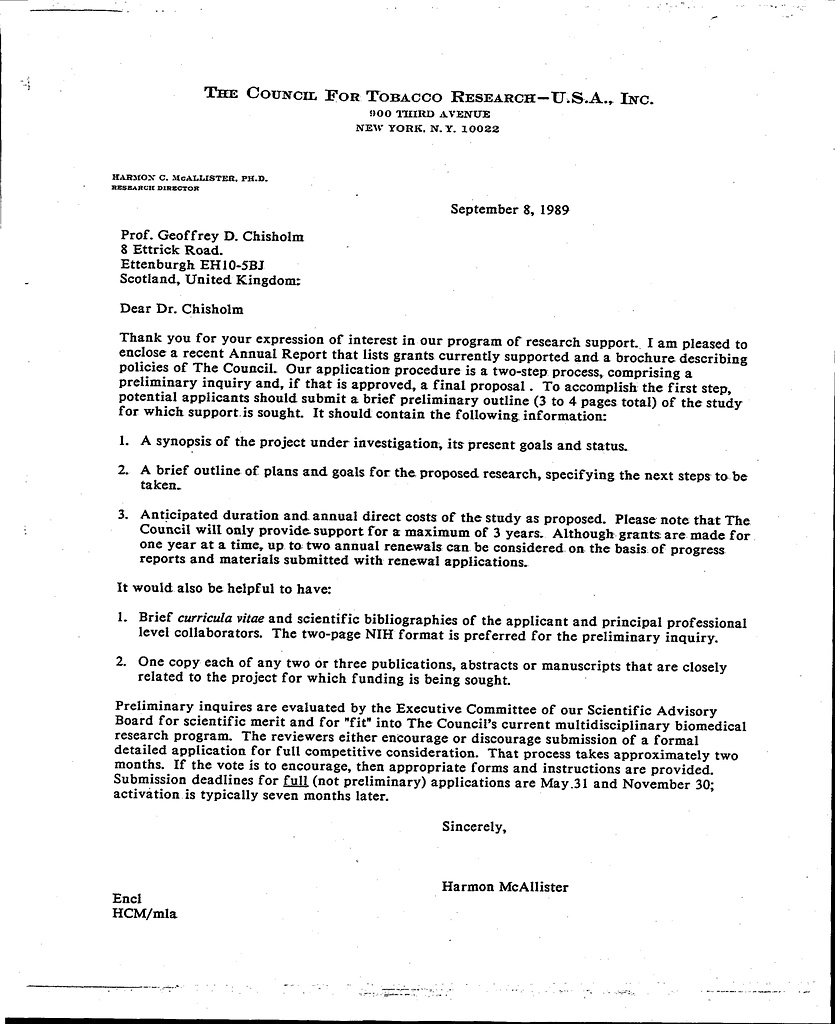 THE COUNCIL FOR TOBACCO RESEARCH—U.S.A., INC.
900 THIRD AVENUE
NEW YORK, N.Y. 10022
HARMON C. McALLISTER, PH.D.
RESEARCH DIRECTOR
September 8, 1989
Prof. Geoffrey D. Chisholm
8 Ettrick Road.
Ettenburgh EH10-5BJ
Scotland, United Kingdom:
Dear Dr. Chisholm
Thank you for your expression of interest in our program of research support. I am pleased to
enclose a recent Annual Report that lists grants currently supported and a brochure describing
policies of The Council. Our application procedure is a two-step process, comprising a
preliminary inquiry and, if that is approved, a final proposal . To accomplish the first step,
potential applicants should submit a brief preliminary outline (3 to 4 pages total) of the study
for which support is sought. It should contain the following information:
1. A synopsis of the project under investigation, its present goals and status.
2. A brief outline of plans and goals for the proposed research, specifying the next steps to be
taken.
3. Anticipated duration and annual direct costs of the study as proposed. Please note that The
Council will only provide support for a maximum of 3 years. Although grants are made for
one year at a time, up to two annual renewals can be considered on the basis of progress
reports and materials submitted with renewal applications.
It would also be helpful to have:
1. Brief curricula vitae and scientific bibliographies of the applicant and principal professional
level collaborators. The two-page NIH format is preferred for the preliminary inquiry.
2. One copy each of any two or three publications, abstracts or manuscripts that are closely
related to the project for which funding is being sought.
Preliminary inquires are evaluated by the Executive Committee of our Scientific Advisory
Board for scientific merit and for "fit" into The Council's current multidisciplinary biomedical
research program. The reviewers either encourage or discourage submission of a formal
detailed application for full competitive consideration. That process takes approximately two
months. If the vote is to encourage, then appropriate forms and instructions are provided.
Submission deadlines for full (not preliminary) applications are May 31 and November 30;
activation is typically seven months later.
Sincerely,
Harmon McAllister
Encl
HCM/mla